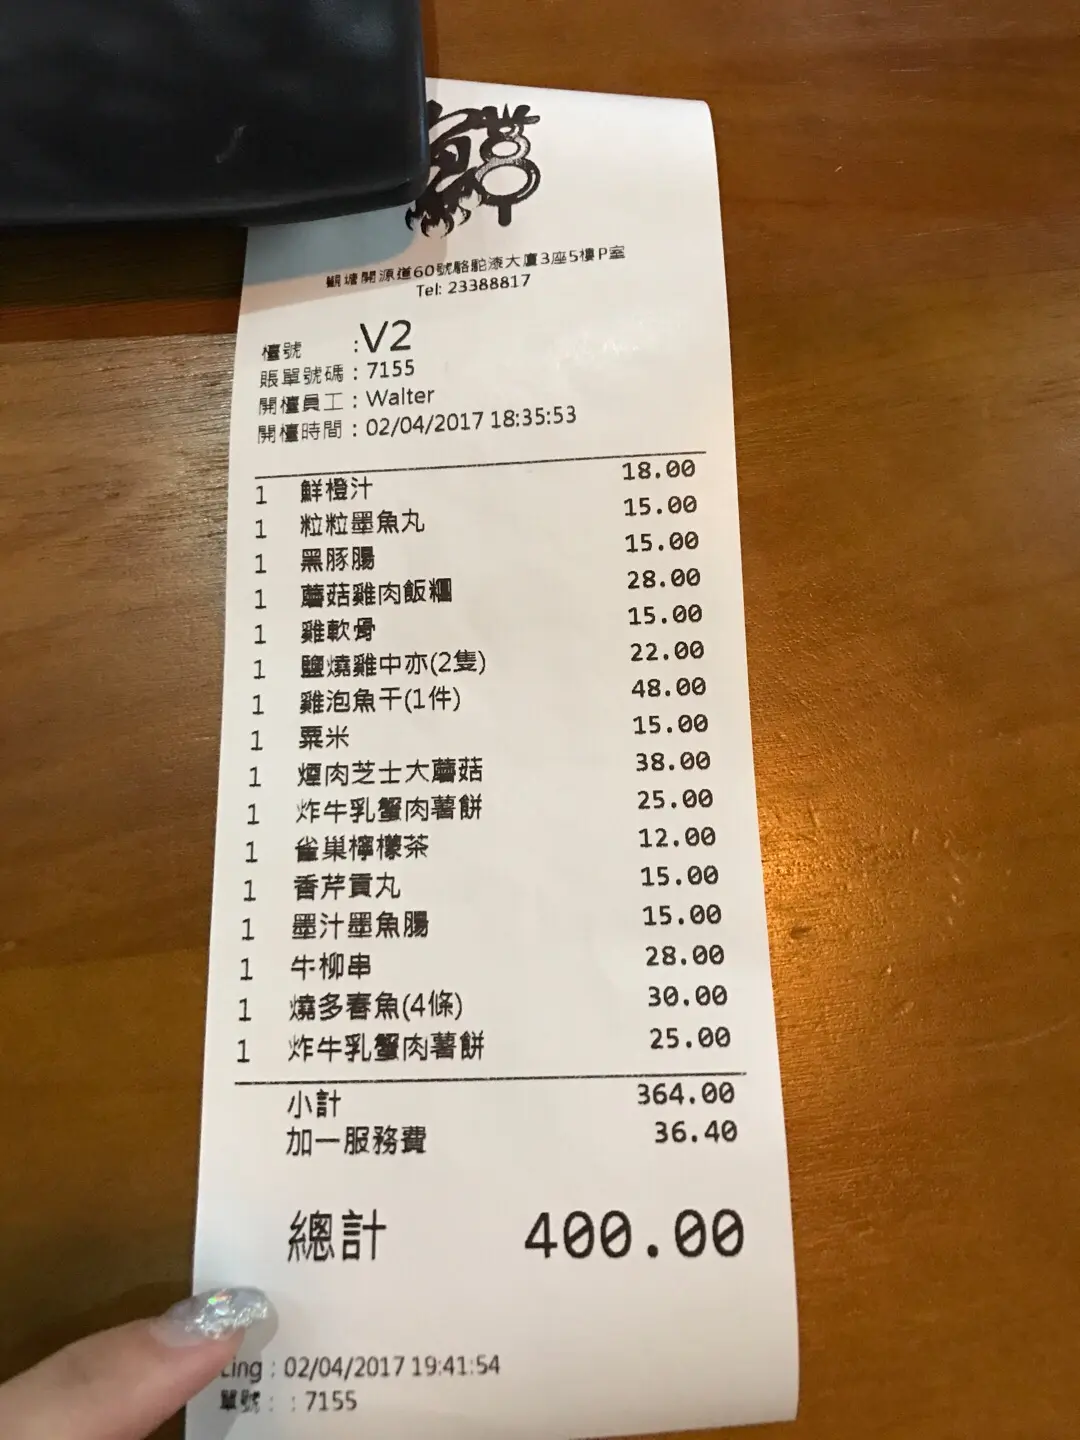 觀塘開源道60號駱駝漆大廈3座5樓P室
Tel: 23388817
檯號 :V2
賬單號碼 : 7155
開檯員工 : Walter
開檯時間 : 02/04/2017 18:35:53
1 鮮橙汁 18.00
1 粒粒墨魚丸 15.00
1 黑豚腸 15.00
1 蘑菇雞肉飯糰 28.00
1 雞軟骨 15.00
1 鹽燒雞中亦(2隻) 22.00
1 雞泡魚干(1件) 48.00
1 粟米 15.00
1 煙肉芝士大蘑菇 38.00
1 炸牛乳蟹肉薯餅 25.00
1 雀巢檸檬茶 12.00
1 香芹貢丸 15.00
1 墨汁墨魚腸 15.00
1 牛柳串 28.00
1 燒多春魚(4條) 30.00
1 炸牛乳蟹肉薯餅 25.00
小計 364.00
加一服務費 36.40
總計 400.00
Ling : 02/04/2017 19:41:54
單號 : : 7155